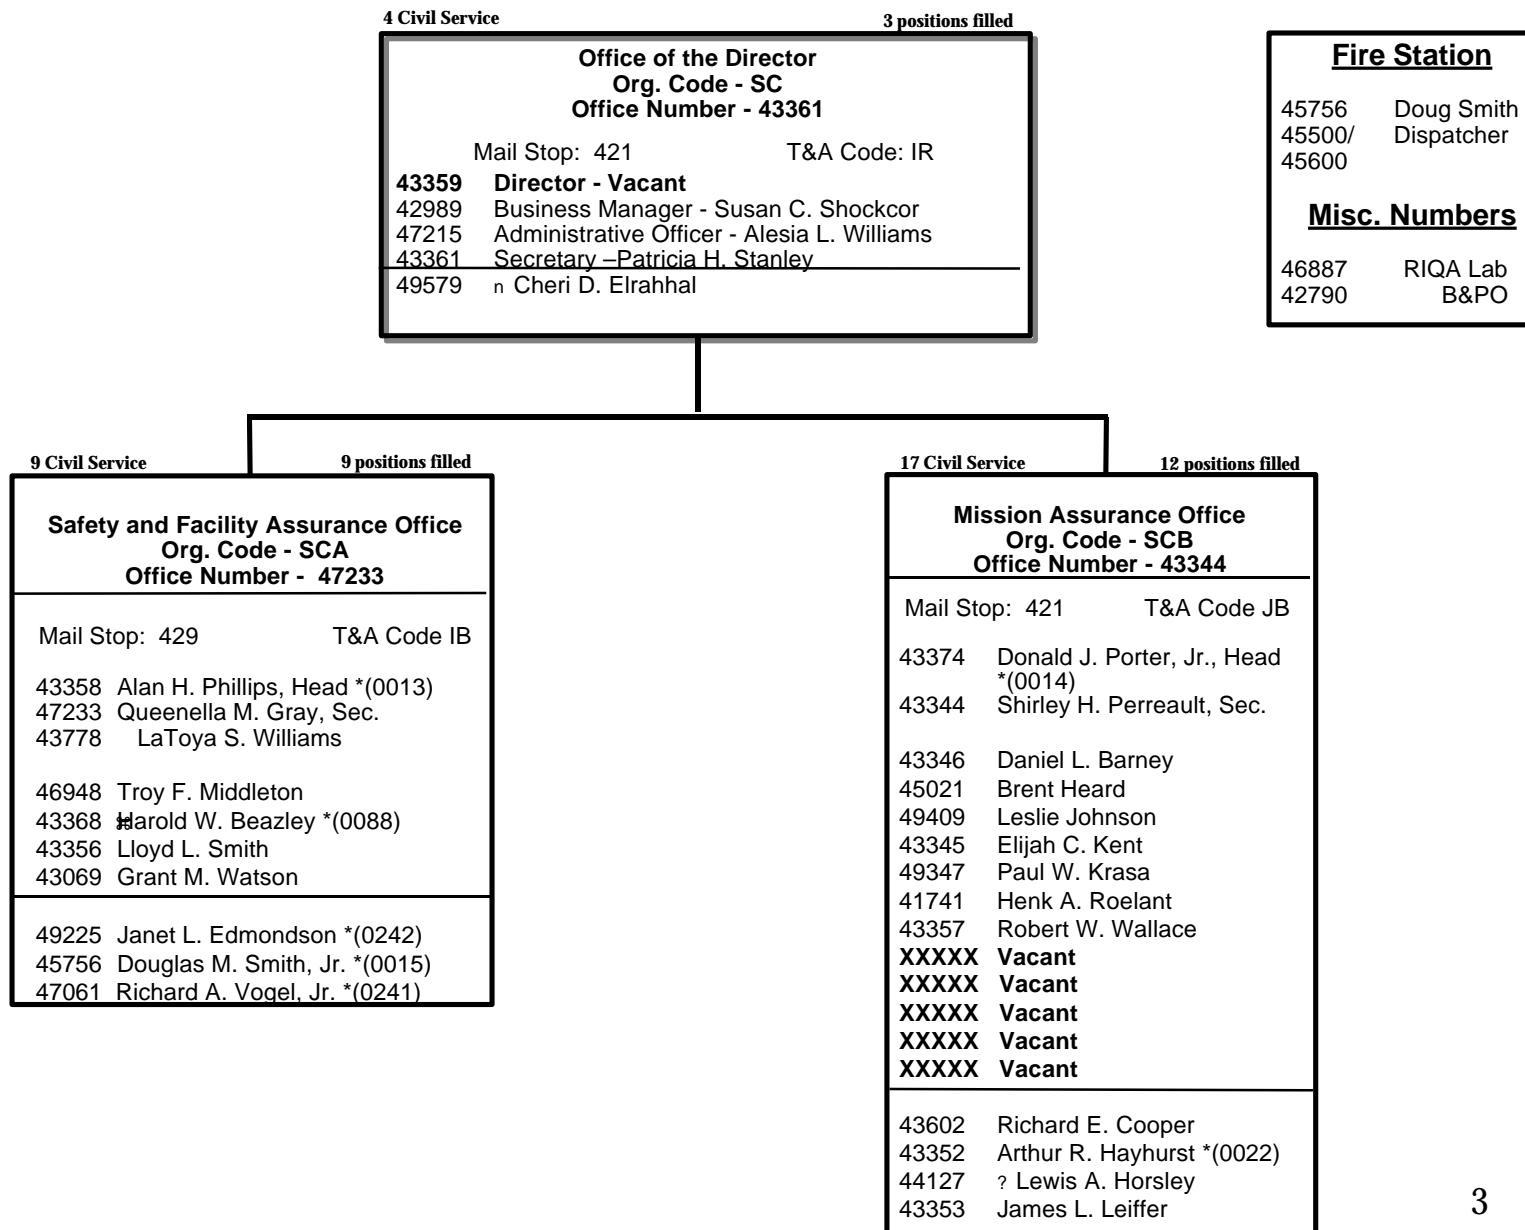 4 Civil Service 3 positions filled
Office of the Director
Org. Code - SC
Office Number - 43361
Mail Stop: 421 T&A Code: IR
43359 Director - Vacant
42989 Business Manager - Susan C. Shockcor
47215 Administrative Officer - Alesia L. Williams
43361 Secretary –Patricia H. Stanley
49579 n Cheri D. Elrahhal
Fire Station
45756 Doug Smith
45500/ Dispatcher
45600
Misc. Numbers
46887 RIQA Lab
42790 B&PO
9 Civil Service 9 positions filled
Safety and Facility Assurance Office
Org. Code - SCA
Office Number - 47233
Mail Stop: 429 T&A Code IB
43358 Alan H. Phillips, Head *(0013)
47233 Queenella M. Gray, Sec.
43778 LaToya S. Williams
46948 Troy F. Middleton
43368 ⌘Harold W. Beazley *(0088)
43356 Lloyd L. Smith
43069 Grant M. Watson
49225 Janet L. Edmondson *(0242)
45756 Douglas M. Smith, Jr. *(0015)
47061 Richard A. Vogel, Jr. *(0241)
17 Civil Service 12 positions filled
Mission Assurance Office
Org. Code - SCB
Office Number - 43344
Mail Stop: 421 T&A Code JB
43374 Donald J. Porter, Jr., Head
*(0014)
43344 Shirley H. Perreault, Sec.
43346 Daniel L. Barney
45021 Brent Heard
49409 Leslie Johnson
43345 Elijah C. Kent
49347 Paul W. Krasa
41741 Henk A. Roelant
43357 Robert W. Wallace
XXXXX Vacant
XXXXX Vacant
XXXXX Vacant
XXXXX Vacant
XXXXX Vacant
43602 Richard E. Cooper
43352 Arthur R. Hayhurst *(0022)
44127 ? Lewis A. Horsley
43353 James L. Leiffer
3